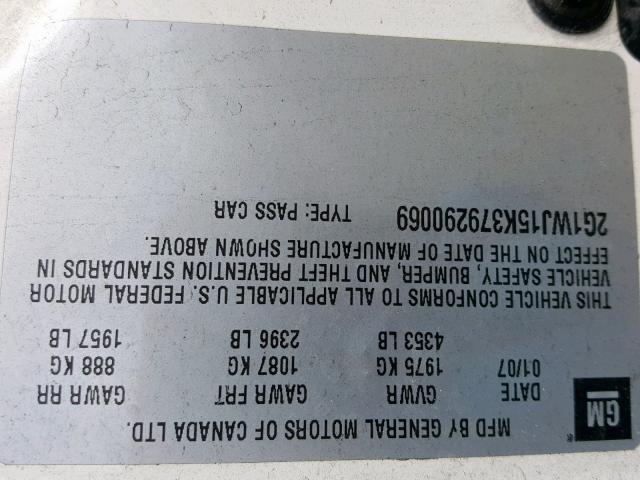 GM ®
MFD BY GENERAL MOTORS OF CANADA LTD.
DATE GVWR GAWR FRT GAWR RR
01/07 1975 KG 1087 KG 888 KG
4353 LB 2396 LB 1957 LB
THIS VEHICLE CONFORMS TO ALL APPLICABLE U.S. FEDERAL MOTOR
VEHICLE SAFETY, BUMPER, AND THEFT PREVENTION STANDARDS IN
EFFECT ON THE DATE OF MANUFACTURE SHOWN ABOVE.
2G1WJ15K379290069 TYPE: PASS CAR